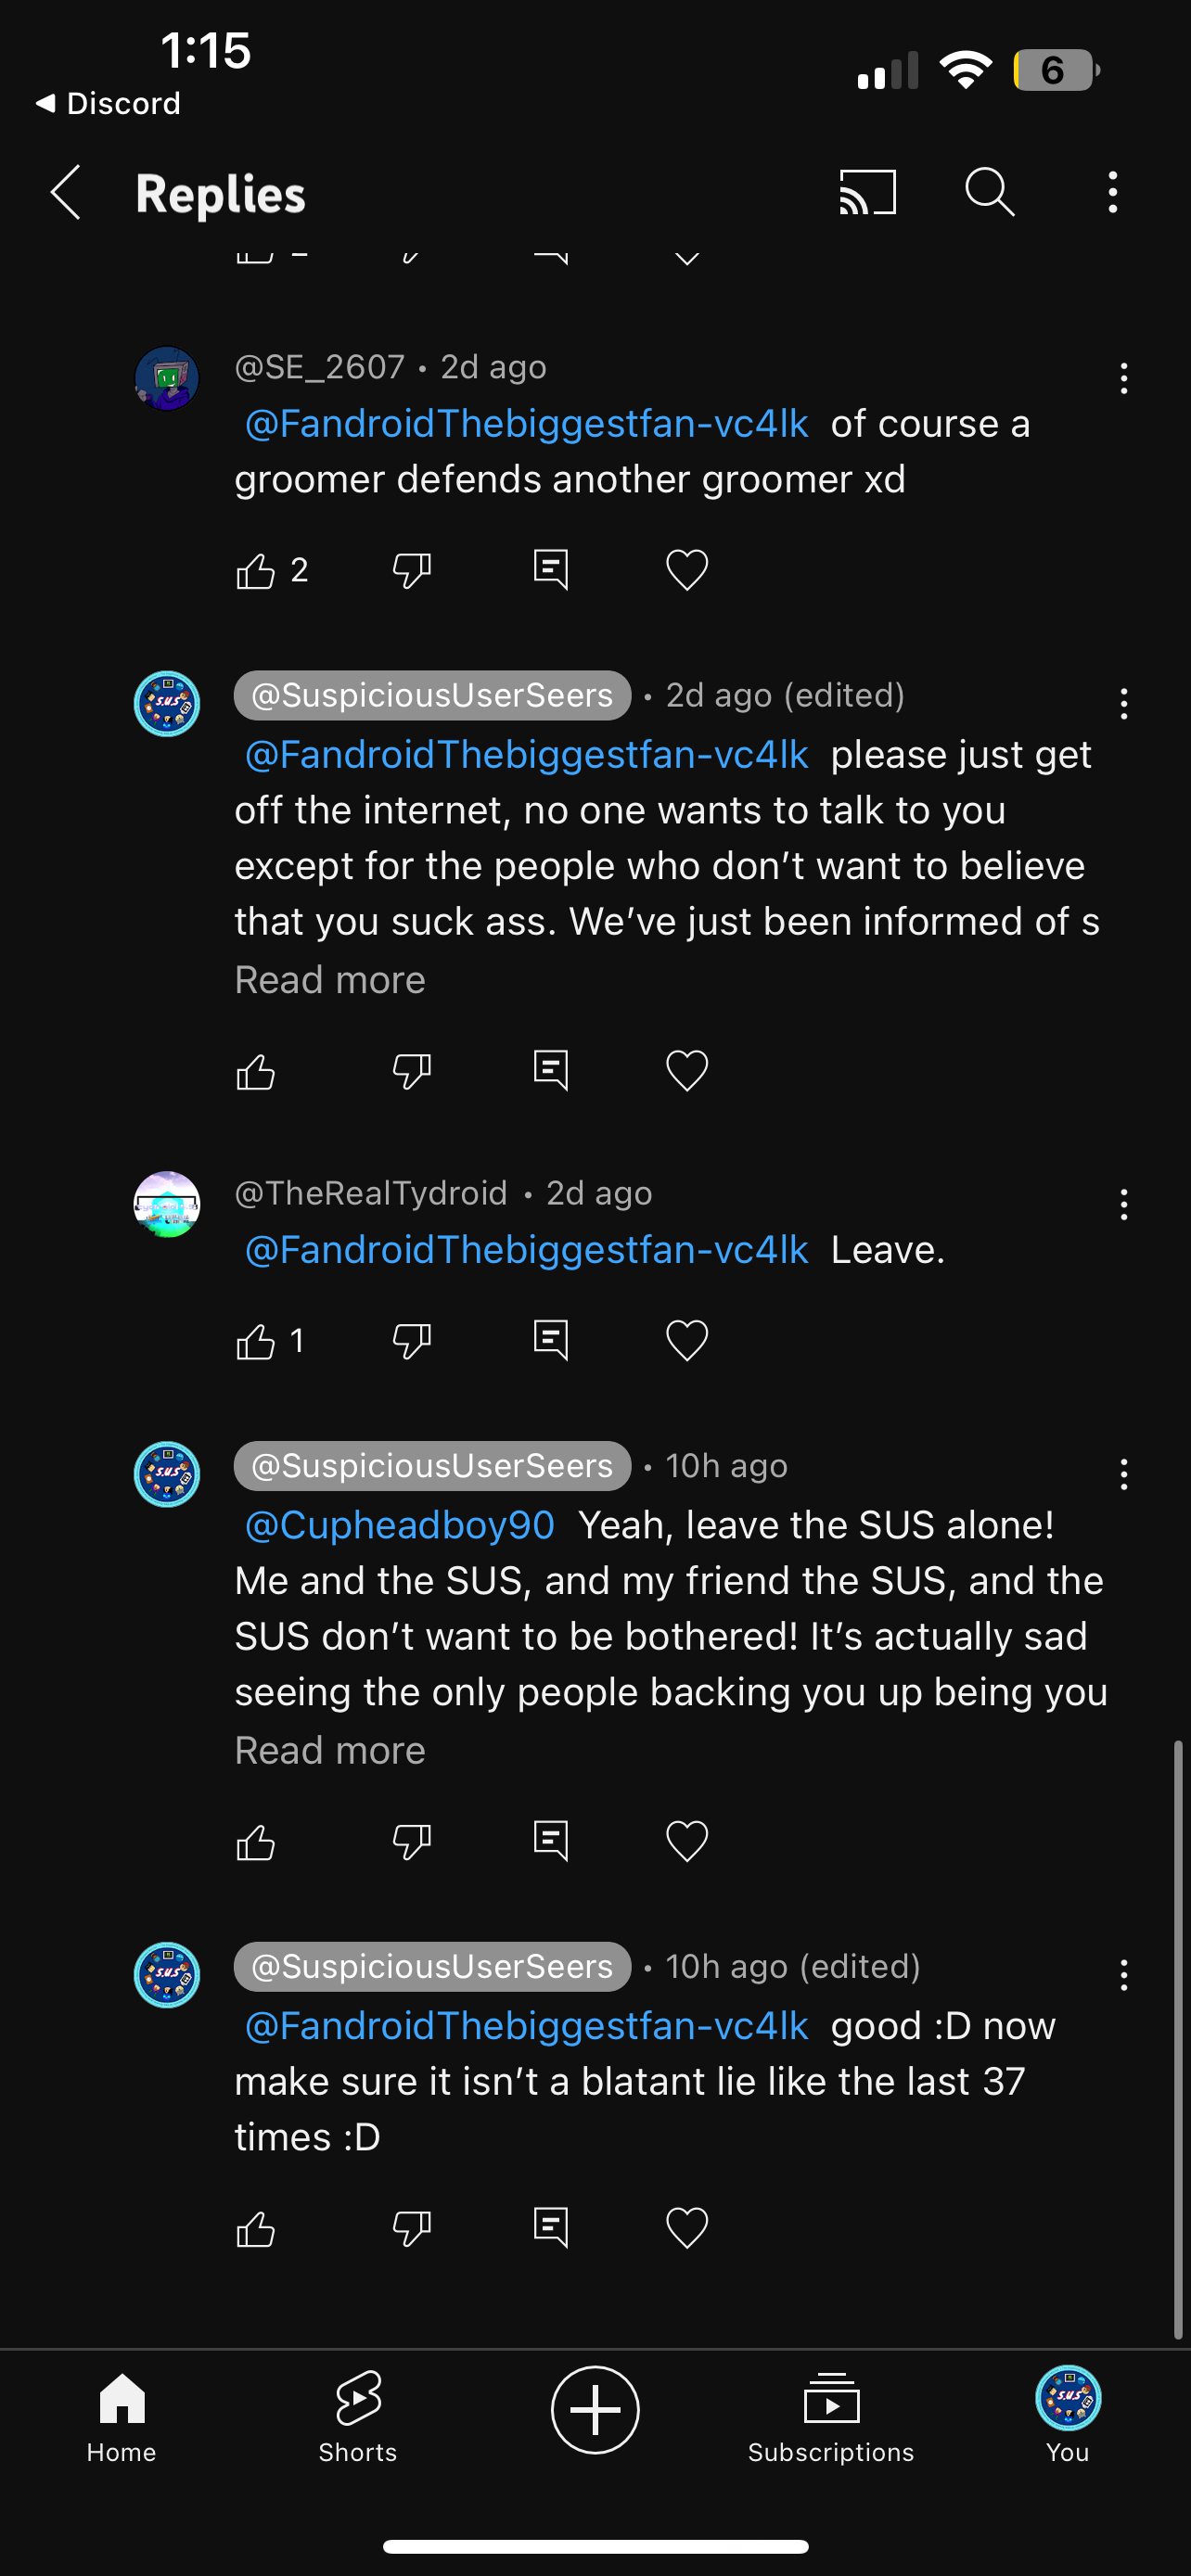 1:15
6
Discord
Replies
@SE_2607 • 2d ago
@FandroidThebiggestfan-vc4lk of course a
groomer defends another groomer xd
2
S.U.S
@SuspiciousUserSeers • 2d ago (edited)
@FandroidThebiggestfan-vc4lk please just get
off the internet, no one wants to talk to you
except for the people who don’t want to believe
that you suck ass. We’ve just been informed of s
Read more
@TheRealTydroid • 2d ago
@FandroidThebiggestfan-vc4lk Leave.
1
S.U.S
@SuspiciousUserSeers • 10h ago
@Cupheadboy90 Yeah, leave the SUS alone!
Me and the SUS, and my friend the SUS, and the
SUS don’t want to be bothered! It’s actually sad
seeing the only people backing you up being you
Read more
S.U.S
@SuspiciousUserSeers • 10h ago (edited)
@FandroidThebiggestfan-vc4lk good :D now
make sure it isn’t a blatant lie like the last 37
times :D
S.U.S
Home
Shorts
Subscriptions
You